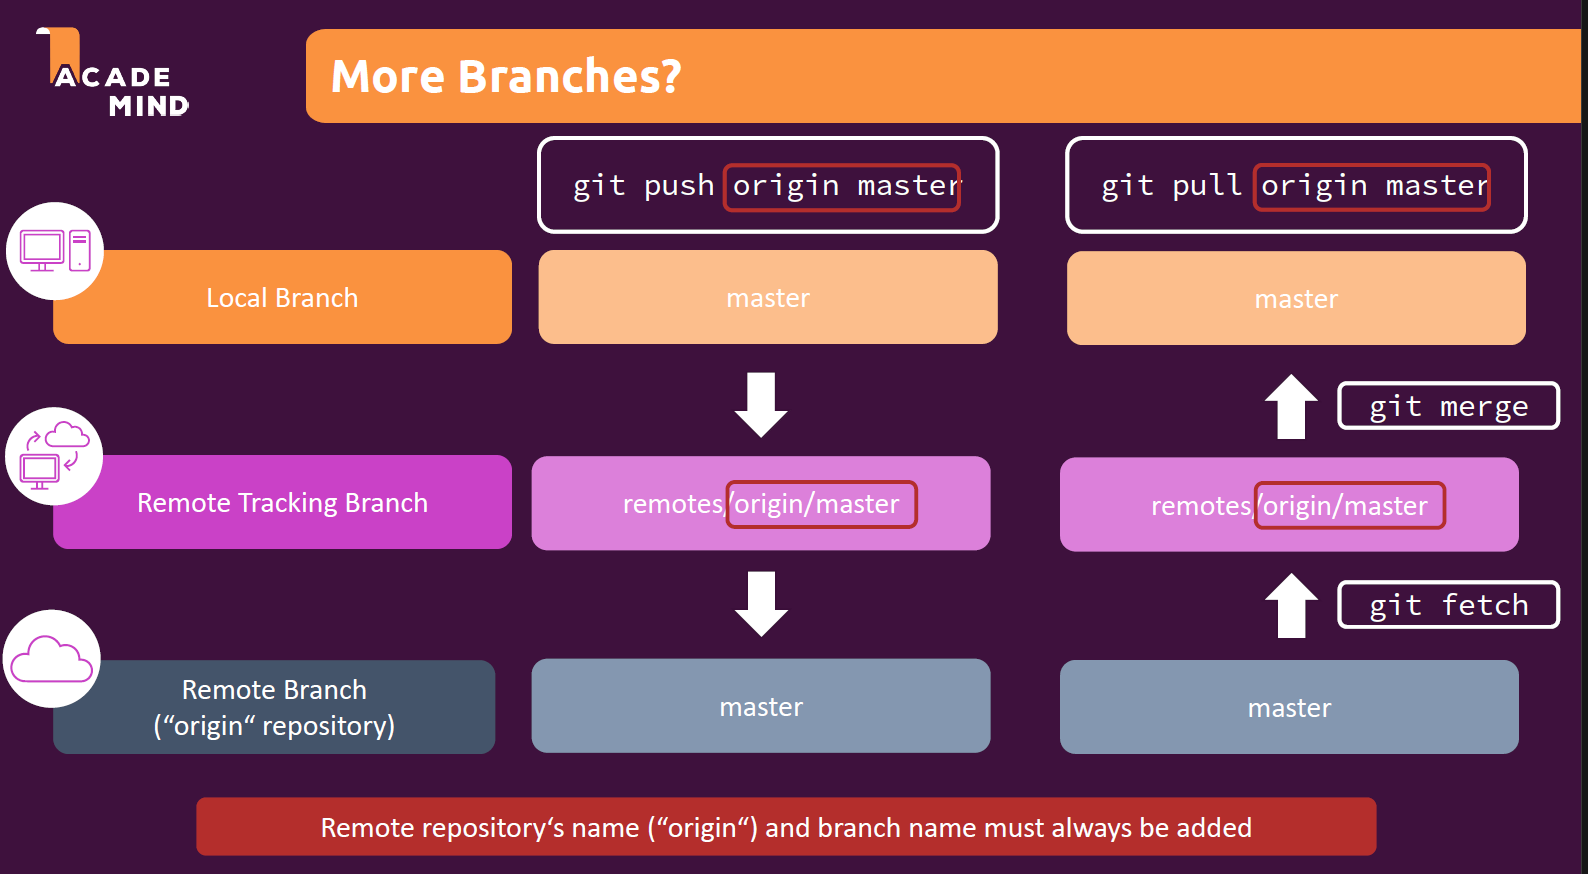 ACADE
MIND
More Branches?
git push origin master
git pull origin master
Local Branch
master
master
git merge
Remote Tracking Branch
remotes/origin/master
remotes/origin/master
git fetch
Remote Branch
(“origin“ repository)
master
master
Remote repository‘s name (“origin“) and branch name must always be added